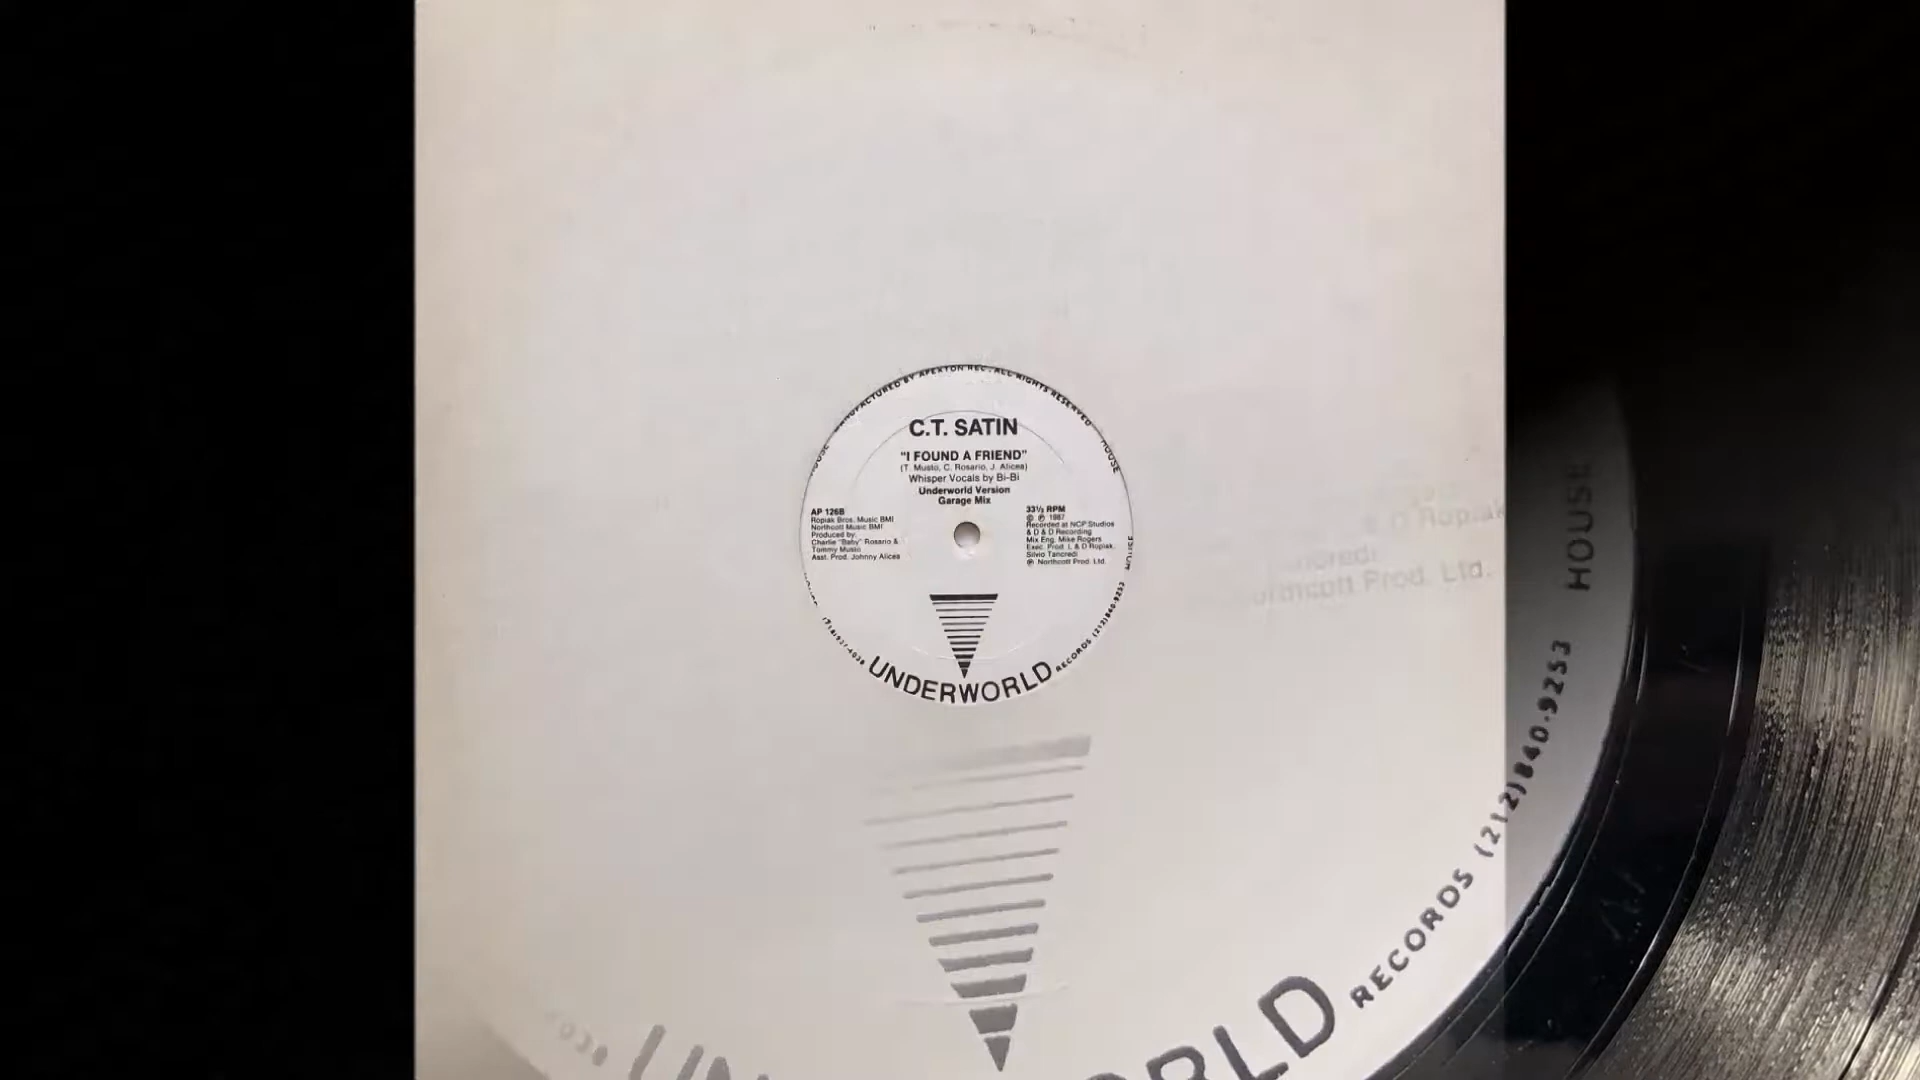 MANUFACTURED BY APEXTON REC. ALL RIGHTS RESERVED
HOUSE
HOUSE
C.T. SATIN
"I FOUND A FRIEND"
(T. Musto, C. Rosario, J. Alicea)
Whisper Vocals by Bi-Bi
Underworld Version
Garage Mix
AP 126B
Ropiak Bros. Music BMI
Northcott Music BMI
Produced by:
Charlie "Baby" Rosario &
Tommy Musto
Asst. Prod. Johnny Alicea
33⅓ RPM
© ℗ 1987
Recorded at NCP Studios
& D & D Recording
Mix Eng. Mike Rogers
Exec. Prod. L & D Ropiak,
Silvio Tancredi
℗ Northcott Prod. Ltd.
HOUSE
UNDERWORLD RECORDS (212) 840-9253
D Ropiak
Northcott Prod. Ltd.
HOUSE
RECORDS (212) 840-9253